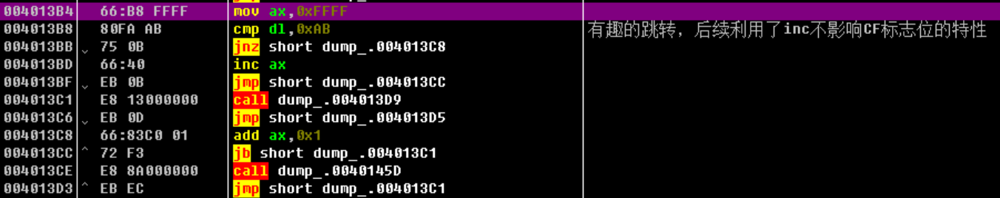 004013B4 66:B8 FFFF mov ax,0xFFFF
004013B8 80FA AB cmp dl,0xAB 有趣的跳转，后续利用了inc不影响CF标志位的特性
004013BB 75 0B jnz short dump_.004013C8
004013BD 66:40 inc ax
004013BF EB 0B jmp short dump_.004013CC
004013C1 E8 13000000 call dump_.004013D9
004013C6 EB 0D jmp short dump_.004013D5
004013C8 66:83C0 01 add ax,0x1
004013CC ^ 72 F3 jb short dump_.004013C1
004013CE E8 8A000000 call dump_.0040145D
004013D3 ^ EB EC jmp short dump_.004013C1